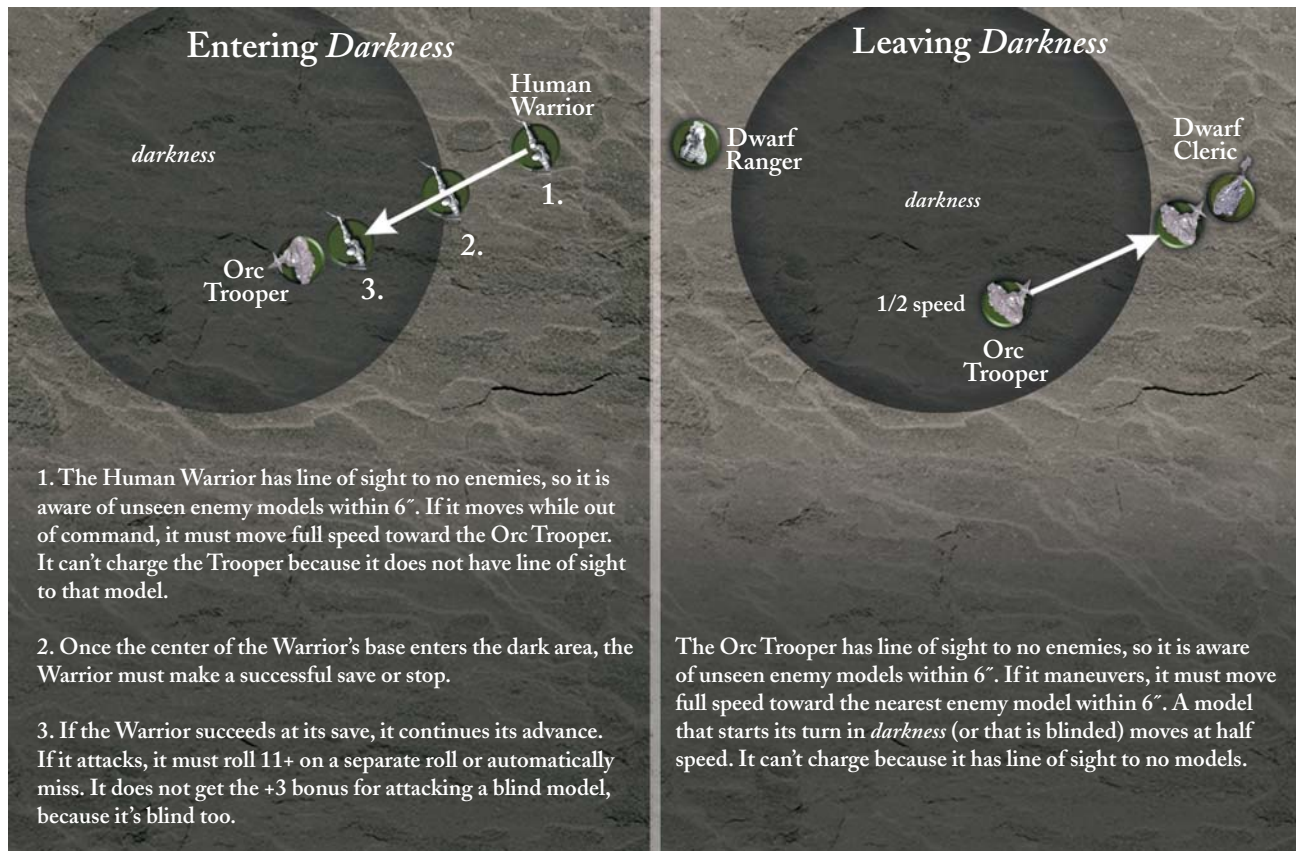 Entering Darkness
Human
Warrior
darkness
1.
2.
Orc
Trooper
3.
1. The Human Warrior has line of sight to no enemies, so it is
aware of unseen enemy models within 6˝. If it moves while out
of command, it must move full speed toward the Orc Trooper.
It can’t charge the Trooper because it does not have line of sight
to that model.
2. Once the center of the Warrior’s base enters the dark area, the
Warrior must make a successful save or stop.
3. If the Warrior succeeds at its save, it continues its advance.
If it attacks, it must roll 11+ on a separate roll or automatically
miss. It does not get the +3 bonus for attacking a blind model,
because it’s blind too.
Leaving Darkness
Dwarf
Ranger
Dwarf
Cleric
darkness
1/2 speed
Orc
Trooper
The Orc Trooper has line of sight to no enemies, so it is aware
of unseen enemy models within 6˝. If it maneuvers, it must move
full speed toward the nearest enemy model within 6˝. A model
that starts its turn in darkness (or that is blinded) moves at half
speed. It can’t charge because it has line of sight to no models.